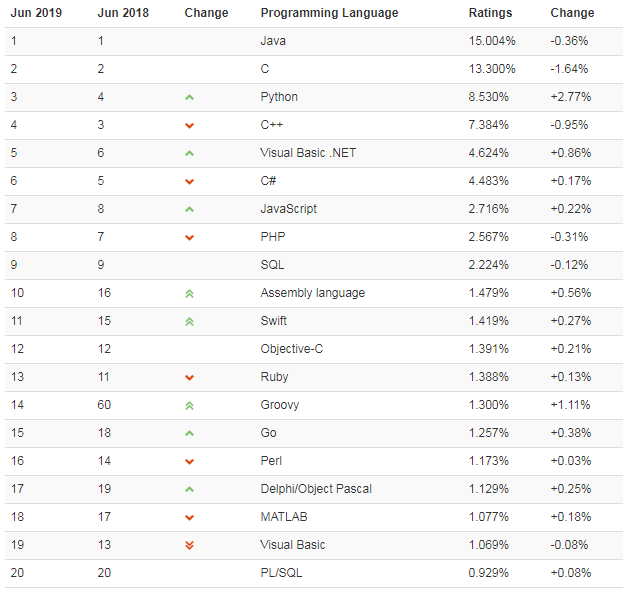 Jun 2019 Jun 2018 Change Programming Language Ratings Change
1 1 Java 15.004% -0.36%
2 2 C 13.300% -1.64%
3 4 Python 8.530% +2.77%
4 3 C++ 7.384% -0.95%
5 6 Visual Basic .NET 4.624% +0.86%
6 5 C# 4.483% +0.17%
7 8 JavaScript 2.716% +0.22%
8 7 PHP 2.567% -0.31%
9 9 SQL 2.224% -0.12%
10 16 Assembly language 1.479% +0.56%
11 15 Swift 1.419% +0.27%
12 12 Objective-C 1.391% +0.21%
13 11 Ruby 1.388% +0.13%
14 60 Groovy 1.300% +1.11%
15 18 Go 1.257% +0.38%
16 14 Perl 1.173% +0.03%
17 19 Delphi/Object Pascal 1.129% +0.25%
18 17 MATLAB 1.077% +0.18%
19 13 Visual Basic 1.069% -0.08%
20 20 PL/SQL 0.929% +0.08%